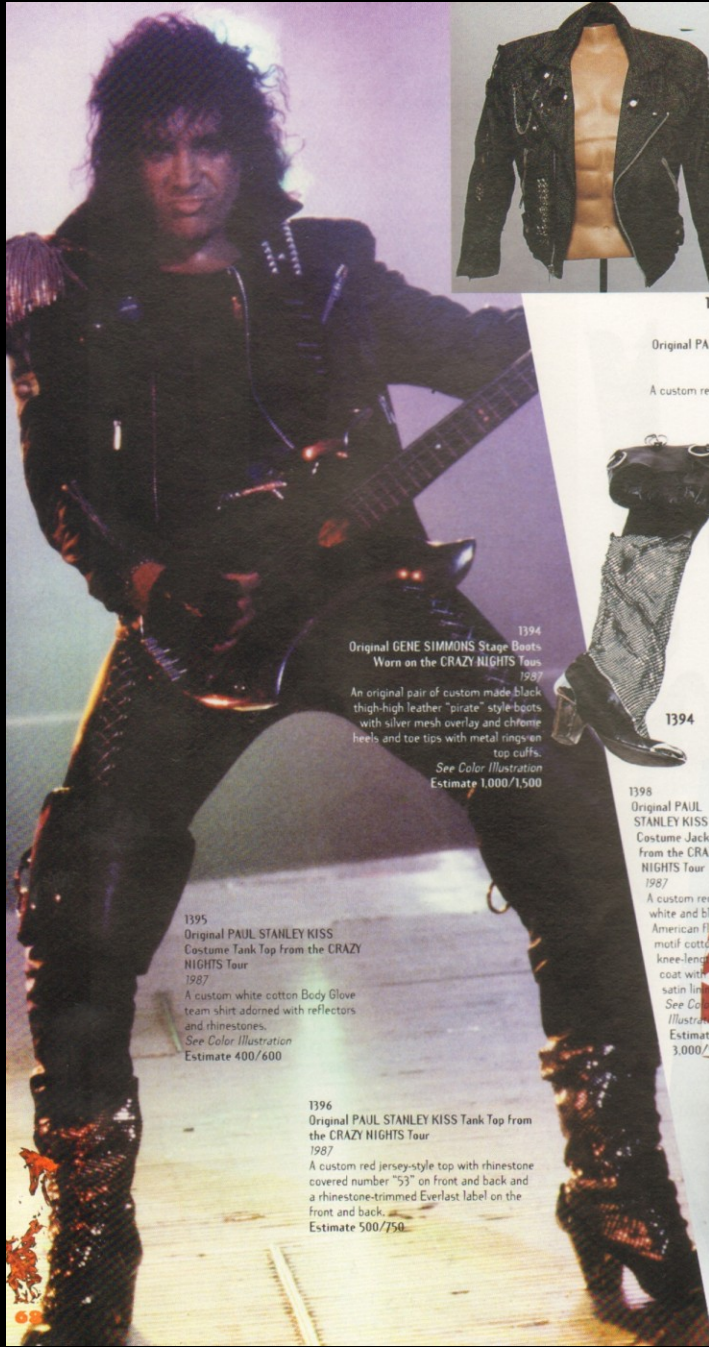 1394
Original GENE SIMMONS Stage Boots
Worn on the CRAZY NIGHTS Tous
1987
An original pair of custom made black
thigh-high leather "pirate" style boots
with silver mesh overlay and chrome
heels and toe tips with metal rings on
top cuffs.
See Color Illustration
Estimate 1,000/1,500
1395
Original PAUL STANLEY KISS
Costume Tank Top from the CRAZY
NIGHTS Tour
1987
A custom white cotton Body Glove
team shirt adorned with reflectors
and rhinestones.
See Color Illustration
Estimate 400/600
1396
Original PAUL STANLEY KISS Tank Top from
the CRAZY NIGHTS Tour
1987
A custom red jersey-style top with rhinestone
covered number "53" on front and back and
a rhinestone-trimmed Everlast label on the
front and back.
Estimate 500/750
Original PA
A custom re
1394
1398
Original PAUL
STANLEY KISS
Costume Jack
from the CRA
NIGHTS Tour
1987
A custom red
white and bl
American fl
motif cotto
knee-leng
coat with
satin lin
See Co
Illustra
Estimat
3,000/
68